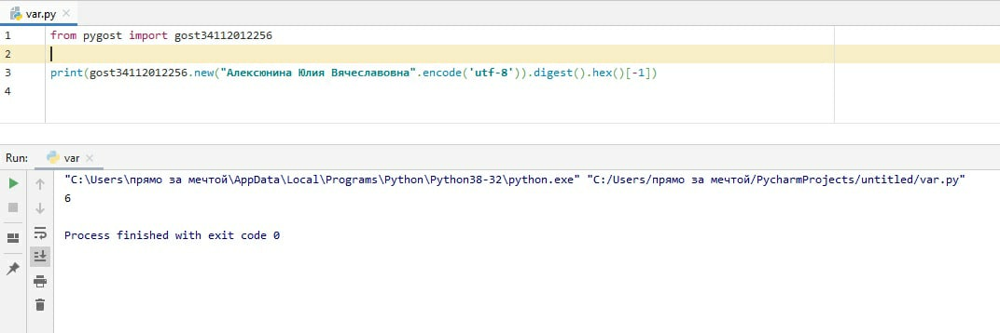 var.py
1 from pygost import gost34112012256
2
3 print(gost34112012256.new("Алексюнина Юлия Вячеславовна".encode('utf-8')).digest().hex()[-1])
4
Run: var
"C:\Users\прямо за мечтой\AppData\Local\Programs\Python\Python38-32\python.exe" "C:/Users/прямо за мечтой/PycharmProjects/untitled/var.py"
6
Process finished with exit code 0